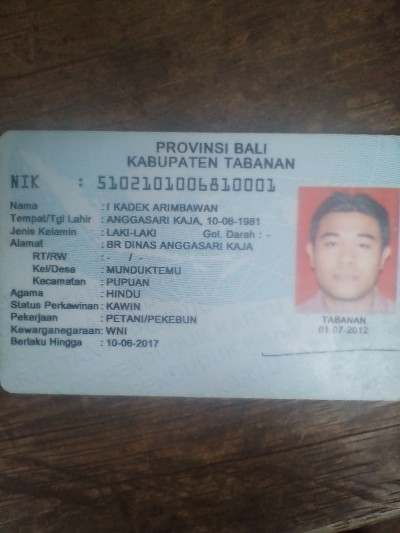 PROVINSI BALI
KABUPATEN TABANAN
NIK : 5102101006810001
Nama : I KADEK ARIMBAWAN
Tempat/Tgl Lahir : ANGGASARI KAJA, 10-06-1981
Jenis Kelamin : LAKI-LAKI Gol. Darah : -
Alamat : BR DINAS ANGGASARI KAJA
RT/RW : - / -
Kel/Desa : MUNDUKTEMU
Kecamatan : PUPUAN
Agama : HINDU
Status Perkawinan : KAWIN
Pekerjaan : PETANI/PEKEBUN
Kewarganegaraan: WNI
Berlaku Hingga : 10-06-2017
TABANAN
01-07-2012